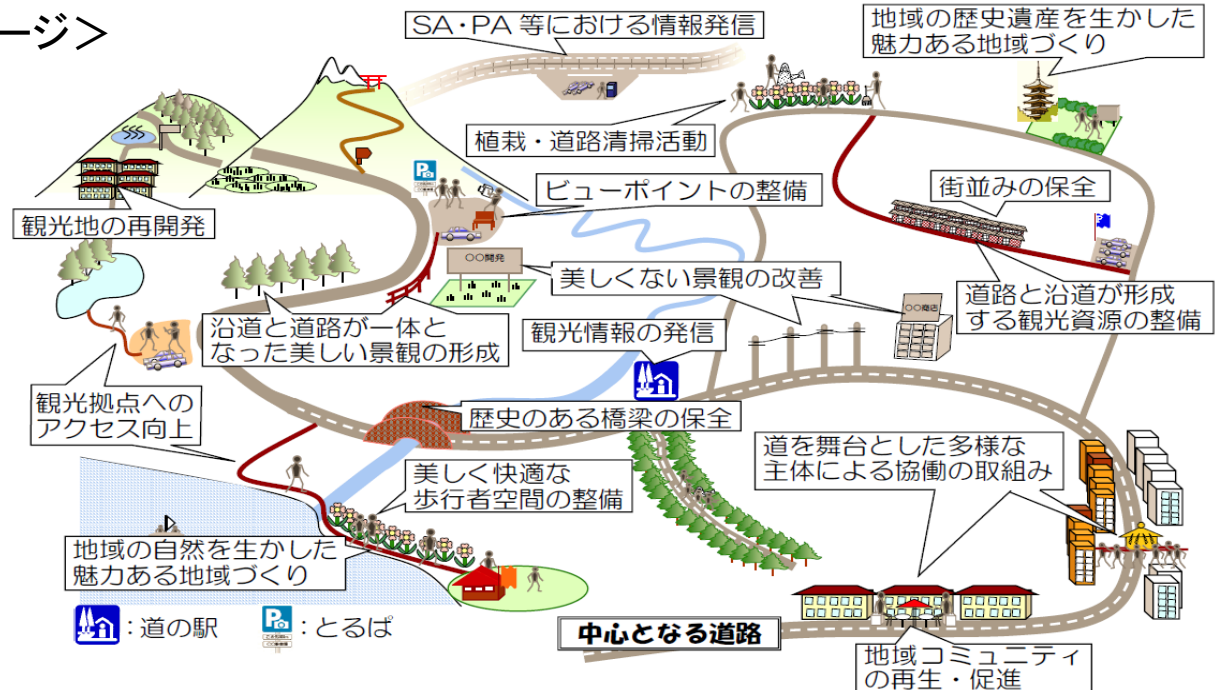 ージ＞
SA・PA 等における情報発信
地域の歴史遺産を生かした
魅力ある地域づくり
植栽・道路清掃活動
ビューポイントの整備
街並みの保全
観光地の再開発
〇〇開発
美しくない景観の改善
〇〇商店
道路と沿道が形成
する観光資源の整備
沿道と道路が一体と
なった美しい景観の形成
観光情報の発信
観光拠点への
アクセス向上
歴史のある橋梁の保全
道を舞台とした多様な
主体による協働の取組み
美しく快適な
歩行者空間の整備
地域の自然を生かした
魅力ある地域づくり
：道の駅
：とるぱ
中心となる道路
地域コミュニティ
の再生・促進